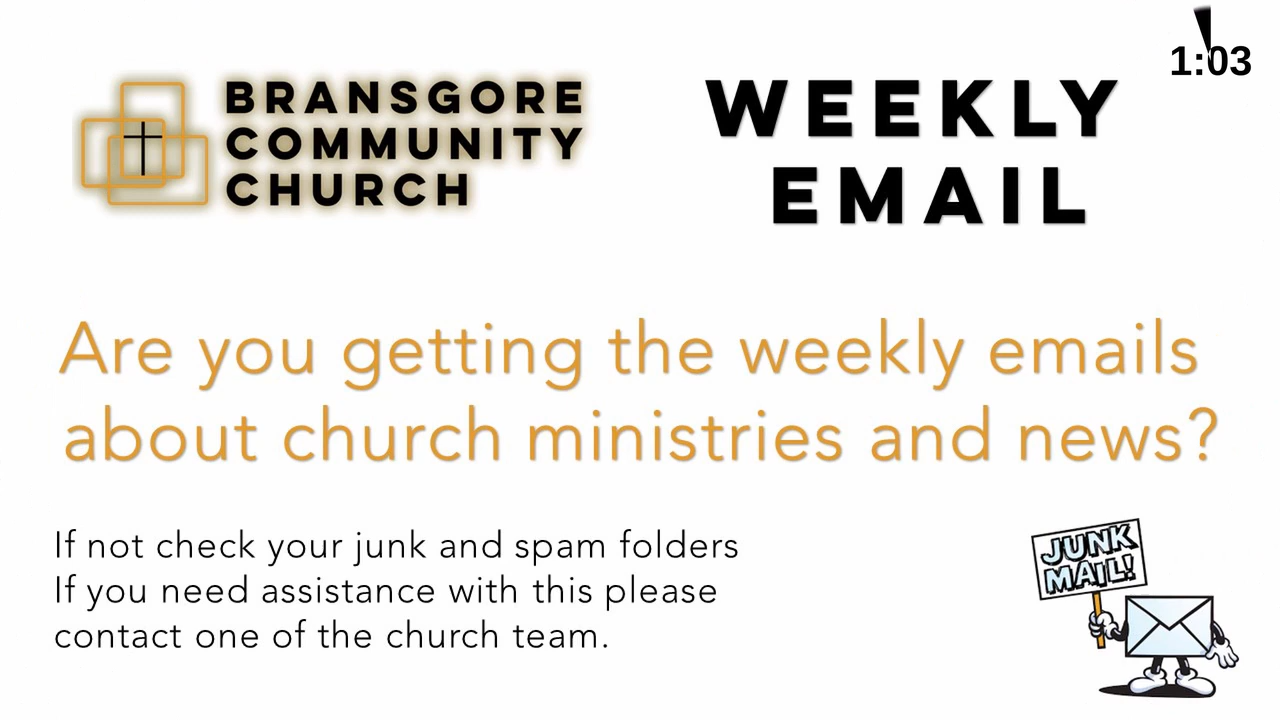 BRANSGORE
COMMUNITY
CHURCH
WEEKLY
EMAIL
1:03
Are you getting the weekly emails
about church ministries and news?
If not check your junk and spam folders
If you need assistance with this please
contact one of the church team.
JUNK
MAIL!